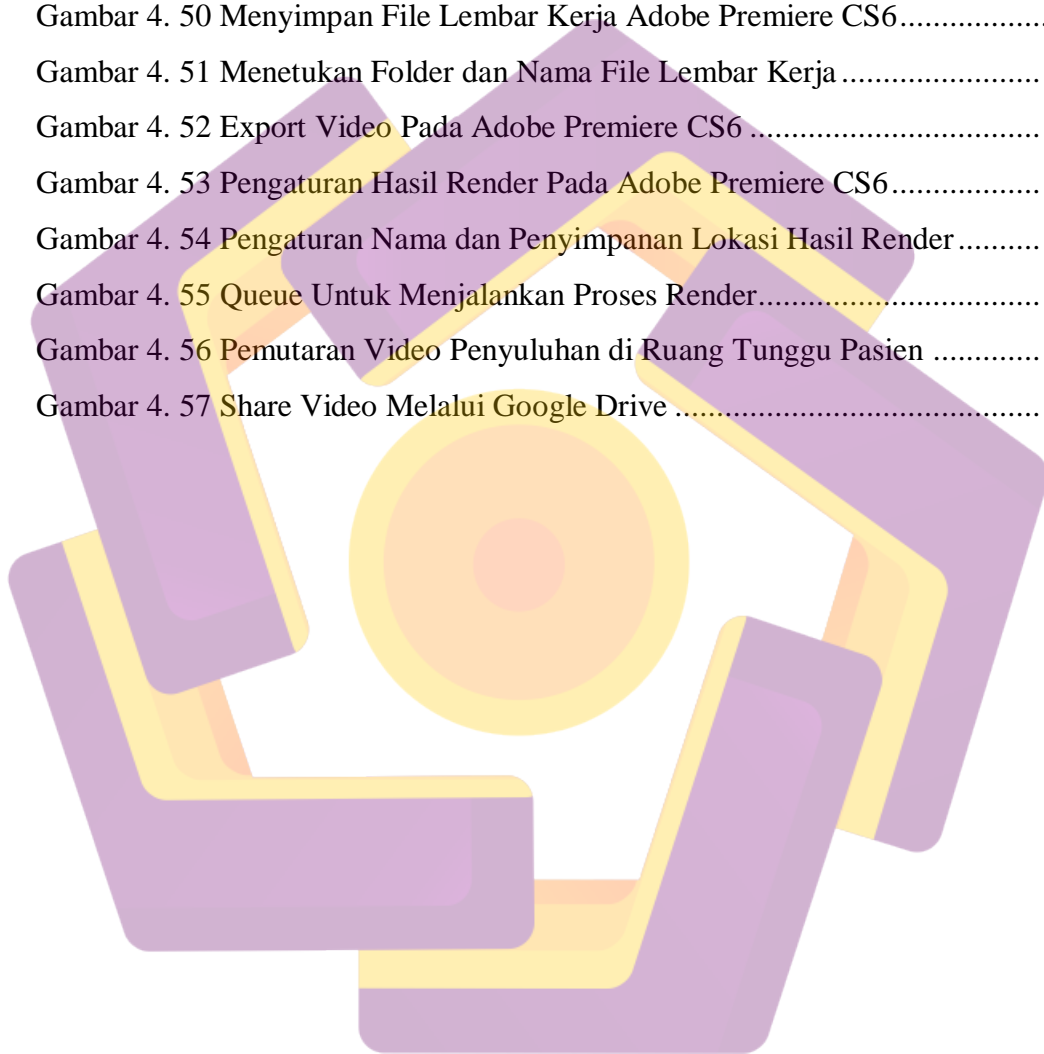 Gambar 4. 50 Menyimpan File Lembar Kerja Adobe Premiere CS6....................
Gambar 4. 51 Menetukan Folder dan Nama File Lembar Kerja .........................
Gambar 4. 52 Export Video Pada Adobe Premiere CS6 ....................................
Gambar 4. 53 Pengaturan Hasil Render Pada Adobe Premiere CS6...................
Gambar 4. 54 Pengaturan Nama dan Penyimpanan Lokasi Hasil Render ..........
Gambar 4. 55 Queue Untuk Menjalankan Proses Render...................................
Gambar 4. 56 Pemutaran Video Penyuluhan di Ruang Tunggu Pasien .............
Gambar 4. 57 Share Video Melalui Google Drive .............................................